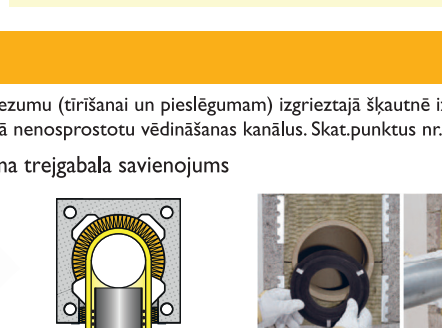 ezumu (tīrīšanai un pieslēgumam) izgrieztajā šķautnē
ā nenosprostotu vēdināšanas kanālus. Skat.punktus nr.
na trejgabala savienojums